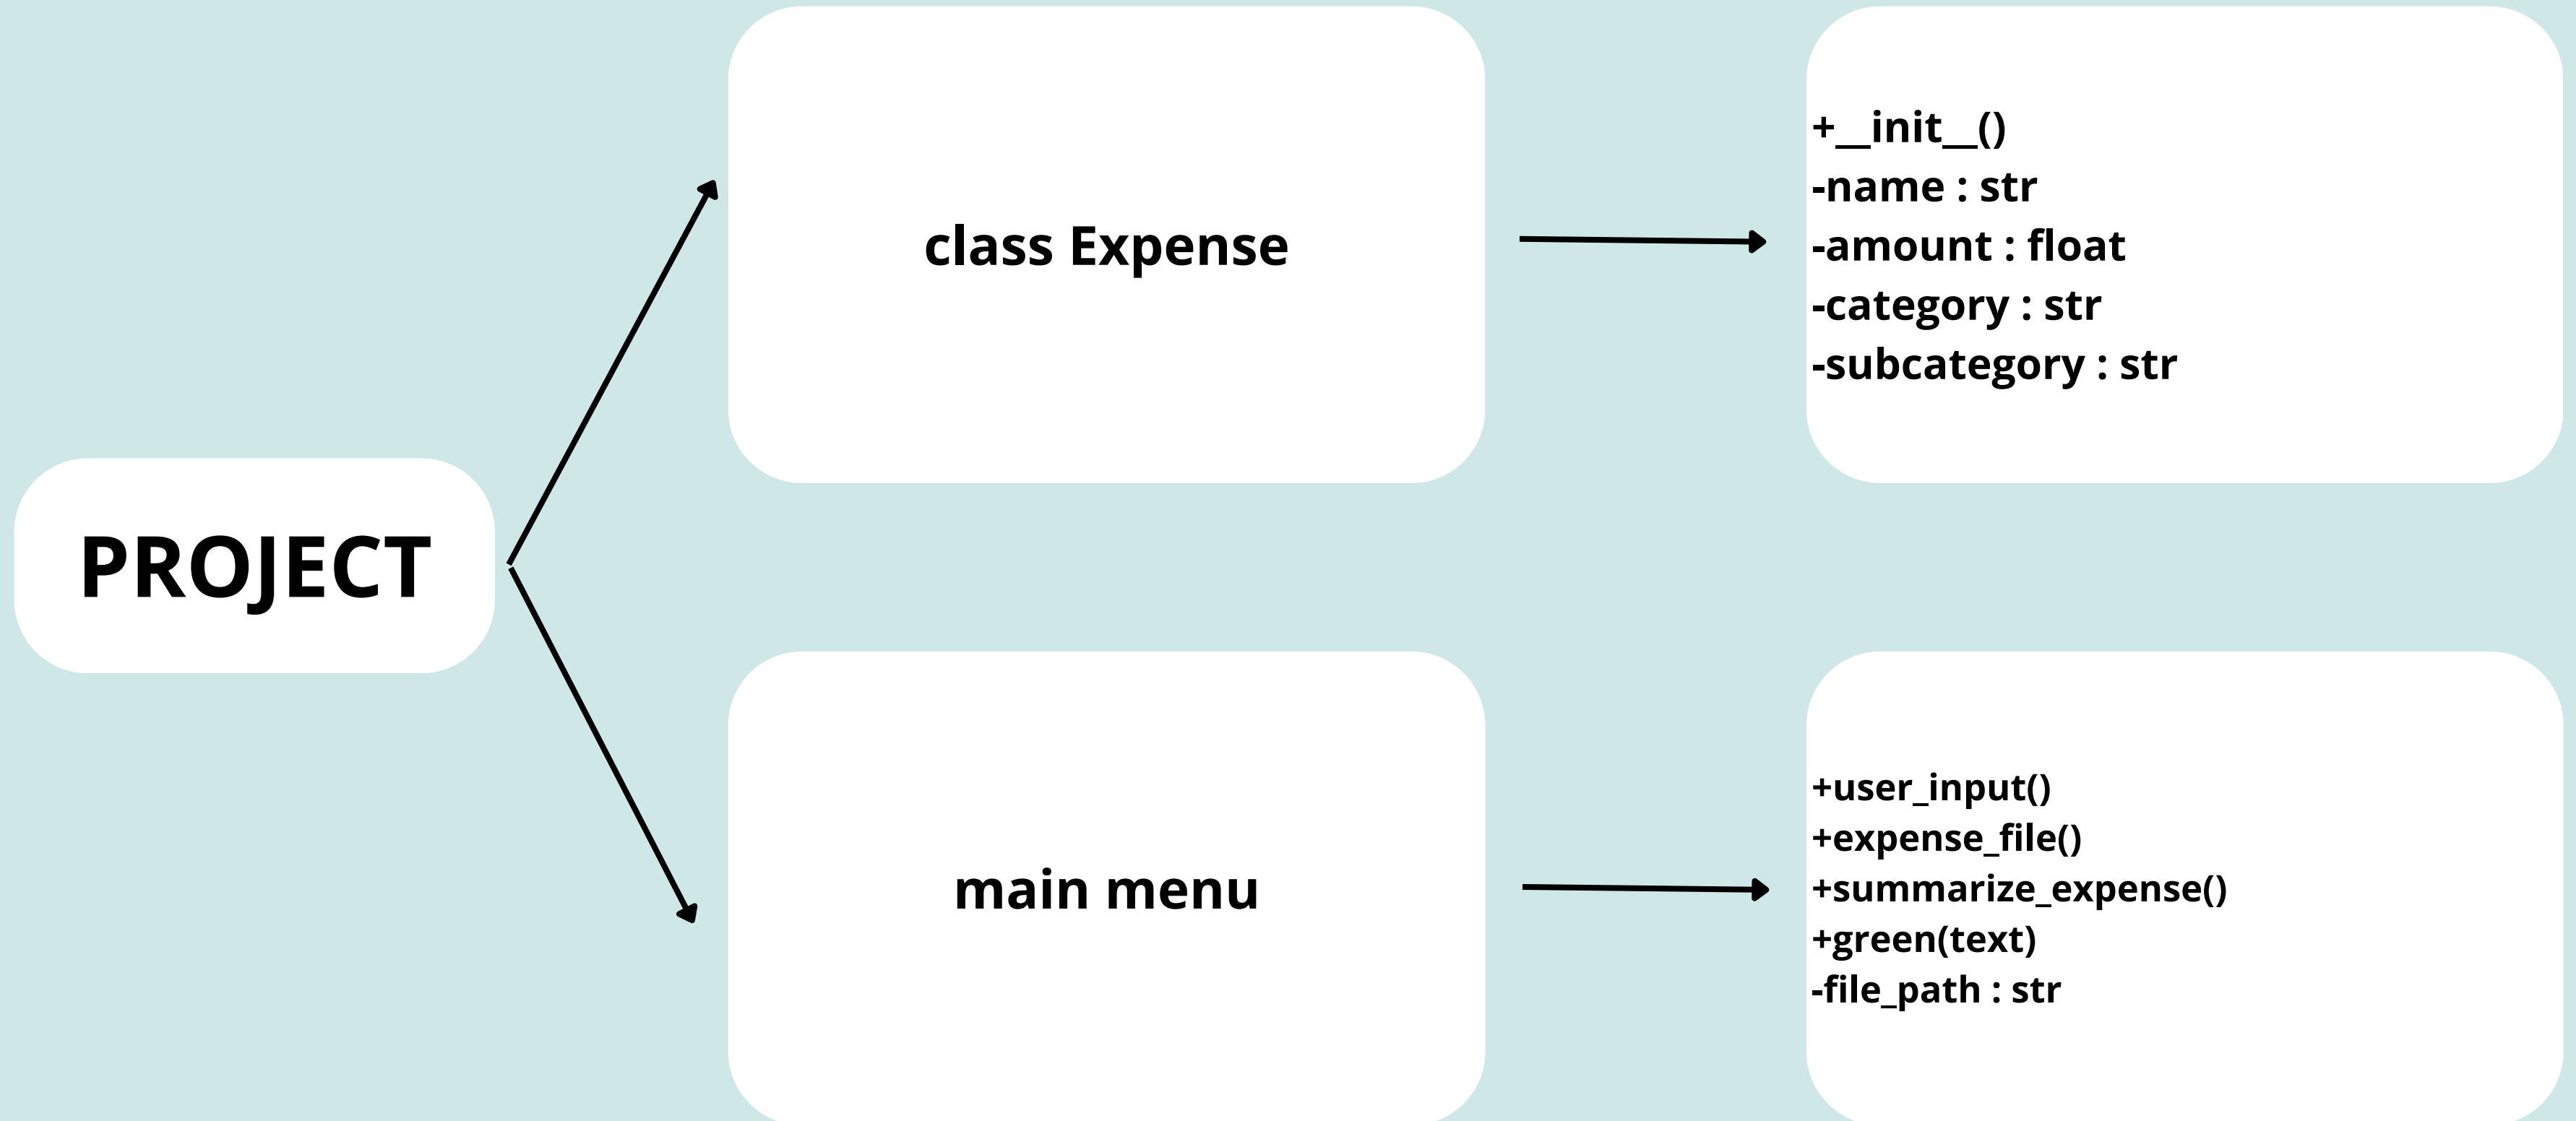 PROJECT
class Expense
+__init__()
-name : str
-amount : float
-category : str
-subcategory : str
main menu
+user_input()
+expense_file()
+summarize_expense()
+green(text)
-file_path : str